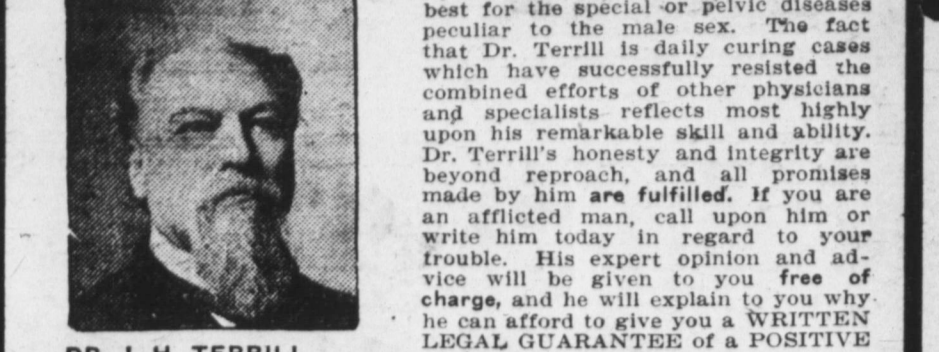 best for the special or pelvic diseases
peculiar to the male sex. The fact
that Dr. Terrill is daily curing cases
which have successfully resisted the
combined efforts of other physicians
and specialists reflects most highly
upon his remarkable skill and ability.
Dr. Terrill's honesty and integrity are
beyond reproach, and all promises
made by him are fulfilled. If you are
an afflicted man, call upon him or
write him today in regard to your
trouble. His expert opinion and ad-
vice will be given to you free of
charge, and he will explain to you why
he can afford to give you a WRITTEN
LEGAL GUARANTEE of a POSITIVE
DR. J. H. TERRILL